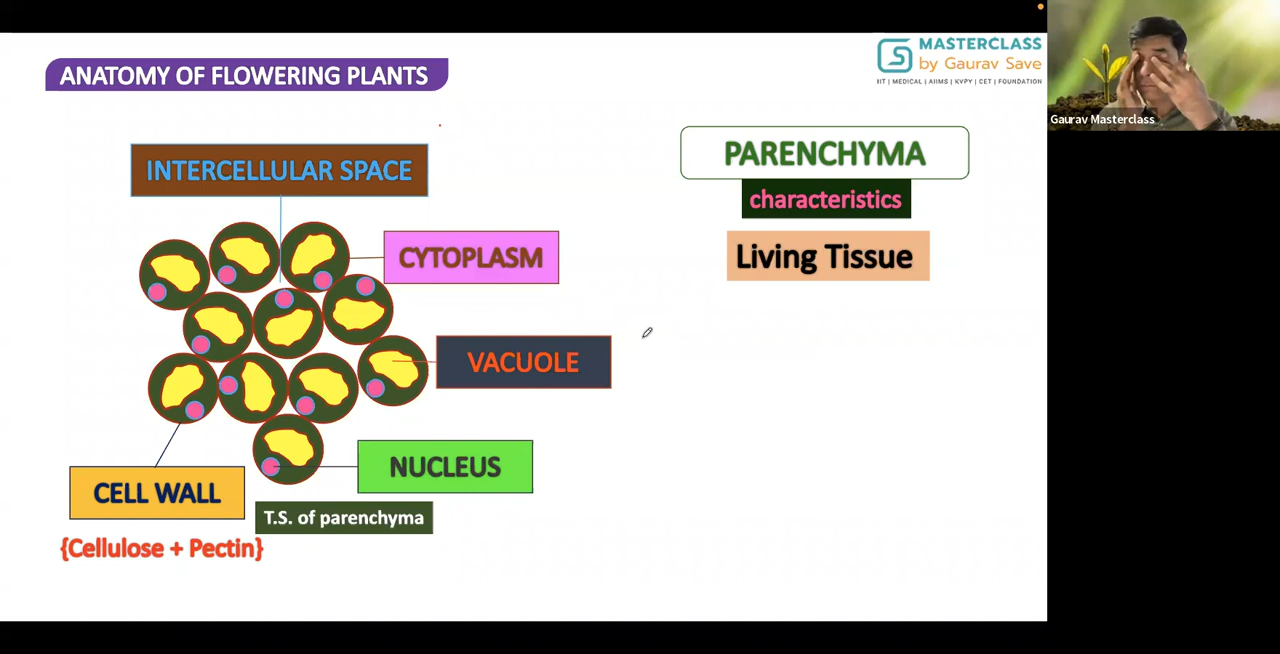 ANATOMY OF FLOWERING PLANTS
MASTERCLASS
by Gaurav Save
IIT | MEDICAL | AIIMS | KVPY | CET | FOUNDATION
Gaurav Masterclass
INTERCELLULAR SPACE
CYTOPLASM
VACUOLE
NUCLEUS
CELL WALL
T.S. of parenchyma
{Cellulose + Pectin}
PARENCHYMA
characteristics
Living Tissue